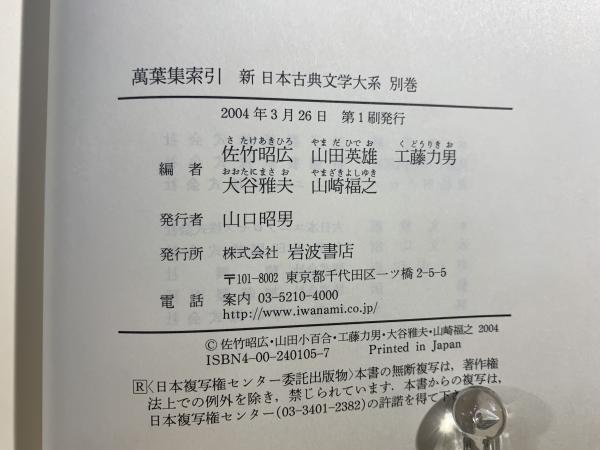 萬葉集索引 新 日本古典文学大系 別巻
2004年3月26日 第1刷発行
さたけあきひろ やまだひでお くどうりきお
編者 佐竹昭広 山田英雄 工藤力男
おおたにまさお やまざきよしゆき
大谷雅夫 山崎福之
発行者 山口昭男
発行所 株式会社 岩波書店
〒101-8002 東京都千代田区一ツ橋2-5-5
電話 案内 03-5210-4000
http://www.iwanami.co.jp/
© 佐竹昭広・山田小百合・工藤力男・大谷雅夫・山崎福之 2004
ISBN4-00-240105-7 Printed in Japan
R〈日本複写権センター委託出版物〉本書の無断複写は,著作権
法上での例外を除き,禁じられています.本書からの複写は,
日本複写権センター(03-3401-2382)の許諾を得て下